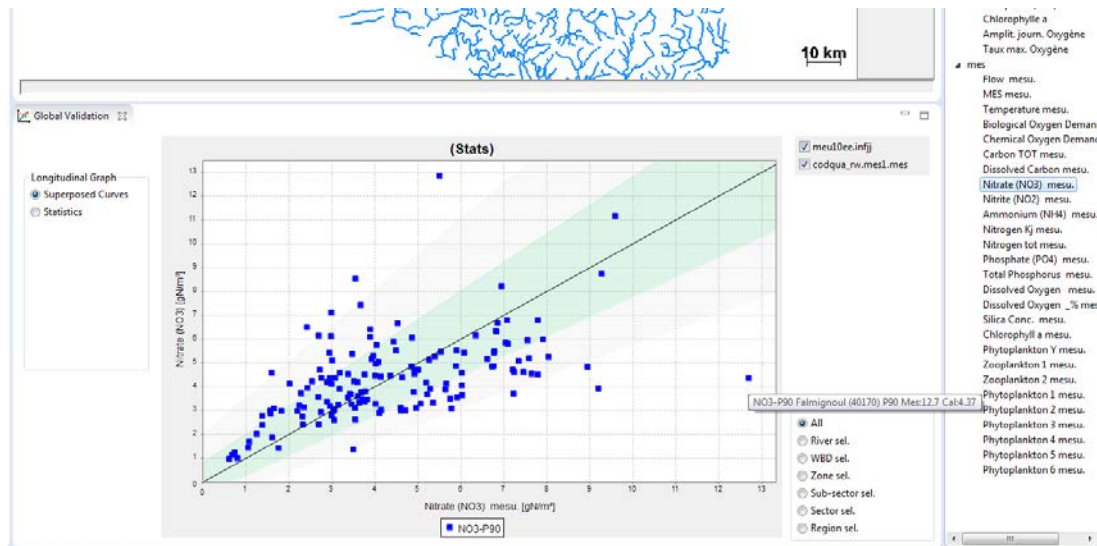 10 km
Global Validation
Longitudinal Graph
Superposed Curves
Statistics
(Stats)
Nitrate (NO3) [gN/m³]
13
12
11
10
9
8
7
6
5
4
3
2
1
0
0 1 2 3 4 5 6 7 8 9 10 11 12 13
Nitrate (NO3) mesu. [gN/m³]
NO3-P90
meu10ee.infjj
codqua_rw.mes1.mes
NO3-P90 Falmignoul (40170) P90 Mes:12.7 Cal:4.37
All
River sel.
WBD sel.
Zone sel.
Sub-sector sel.
Sector sel.
Region sel.
Chlorophylle a
Amplit. journ. Oxygène
Taux max. Oxygène
mes
Flow mesu.
MES mesu.
Temperature mesu.
Biological Oxygen Deman
Chemical Oxygen Demand
Carbon TOT mesu.
Dissolved Carbon mesu.
Nitrate (NO3) mesu.
Nitrite (NO2) mesu.
Ammonium (NH4) mesu.
Nitrogen Kj mesu.
Nitrogen tot mesu.
Phosphate (PO4) mesu.
Total Phosphorus mesu.
Dissolved Oxygen mesu.
Dissolved Oxygen _% mes
Silica Conc. mesu.
Chlorophyll a mesu.
Phytoplankton Y mesu.
Zooplankton 1 mesu.
Zooplankton 2 mesu.
Phytoplankton 1 mesu.
Phytoplankton 2 mesu.
Phytoplankton 3 mesu.
Phytoplankton 4 mesu.
Phytoplankton 5 mesu.
Phytoplankton 6 mesu.